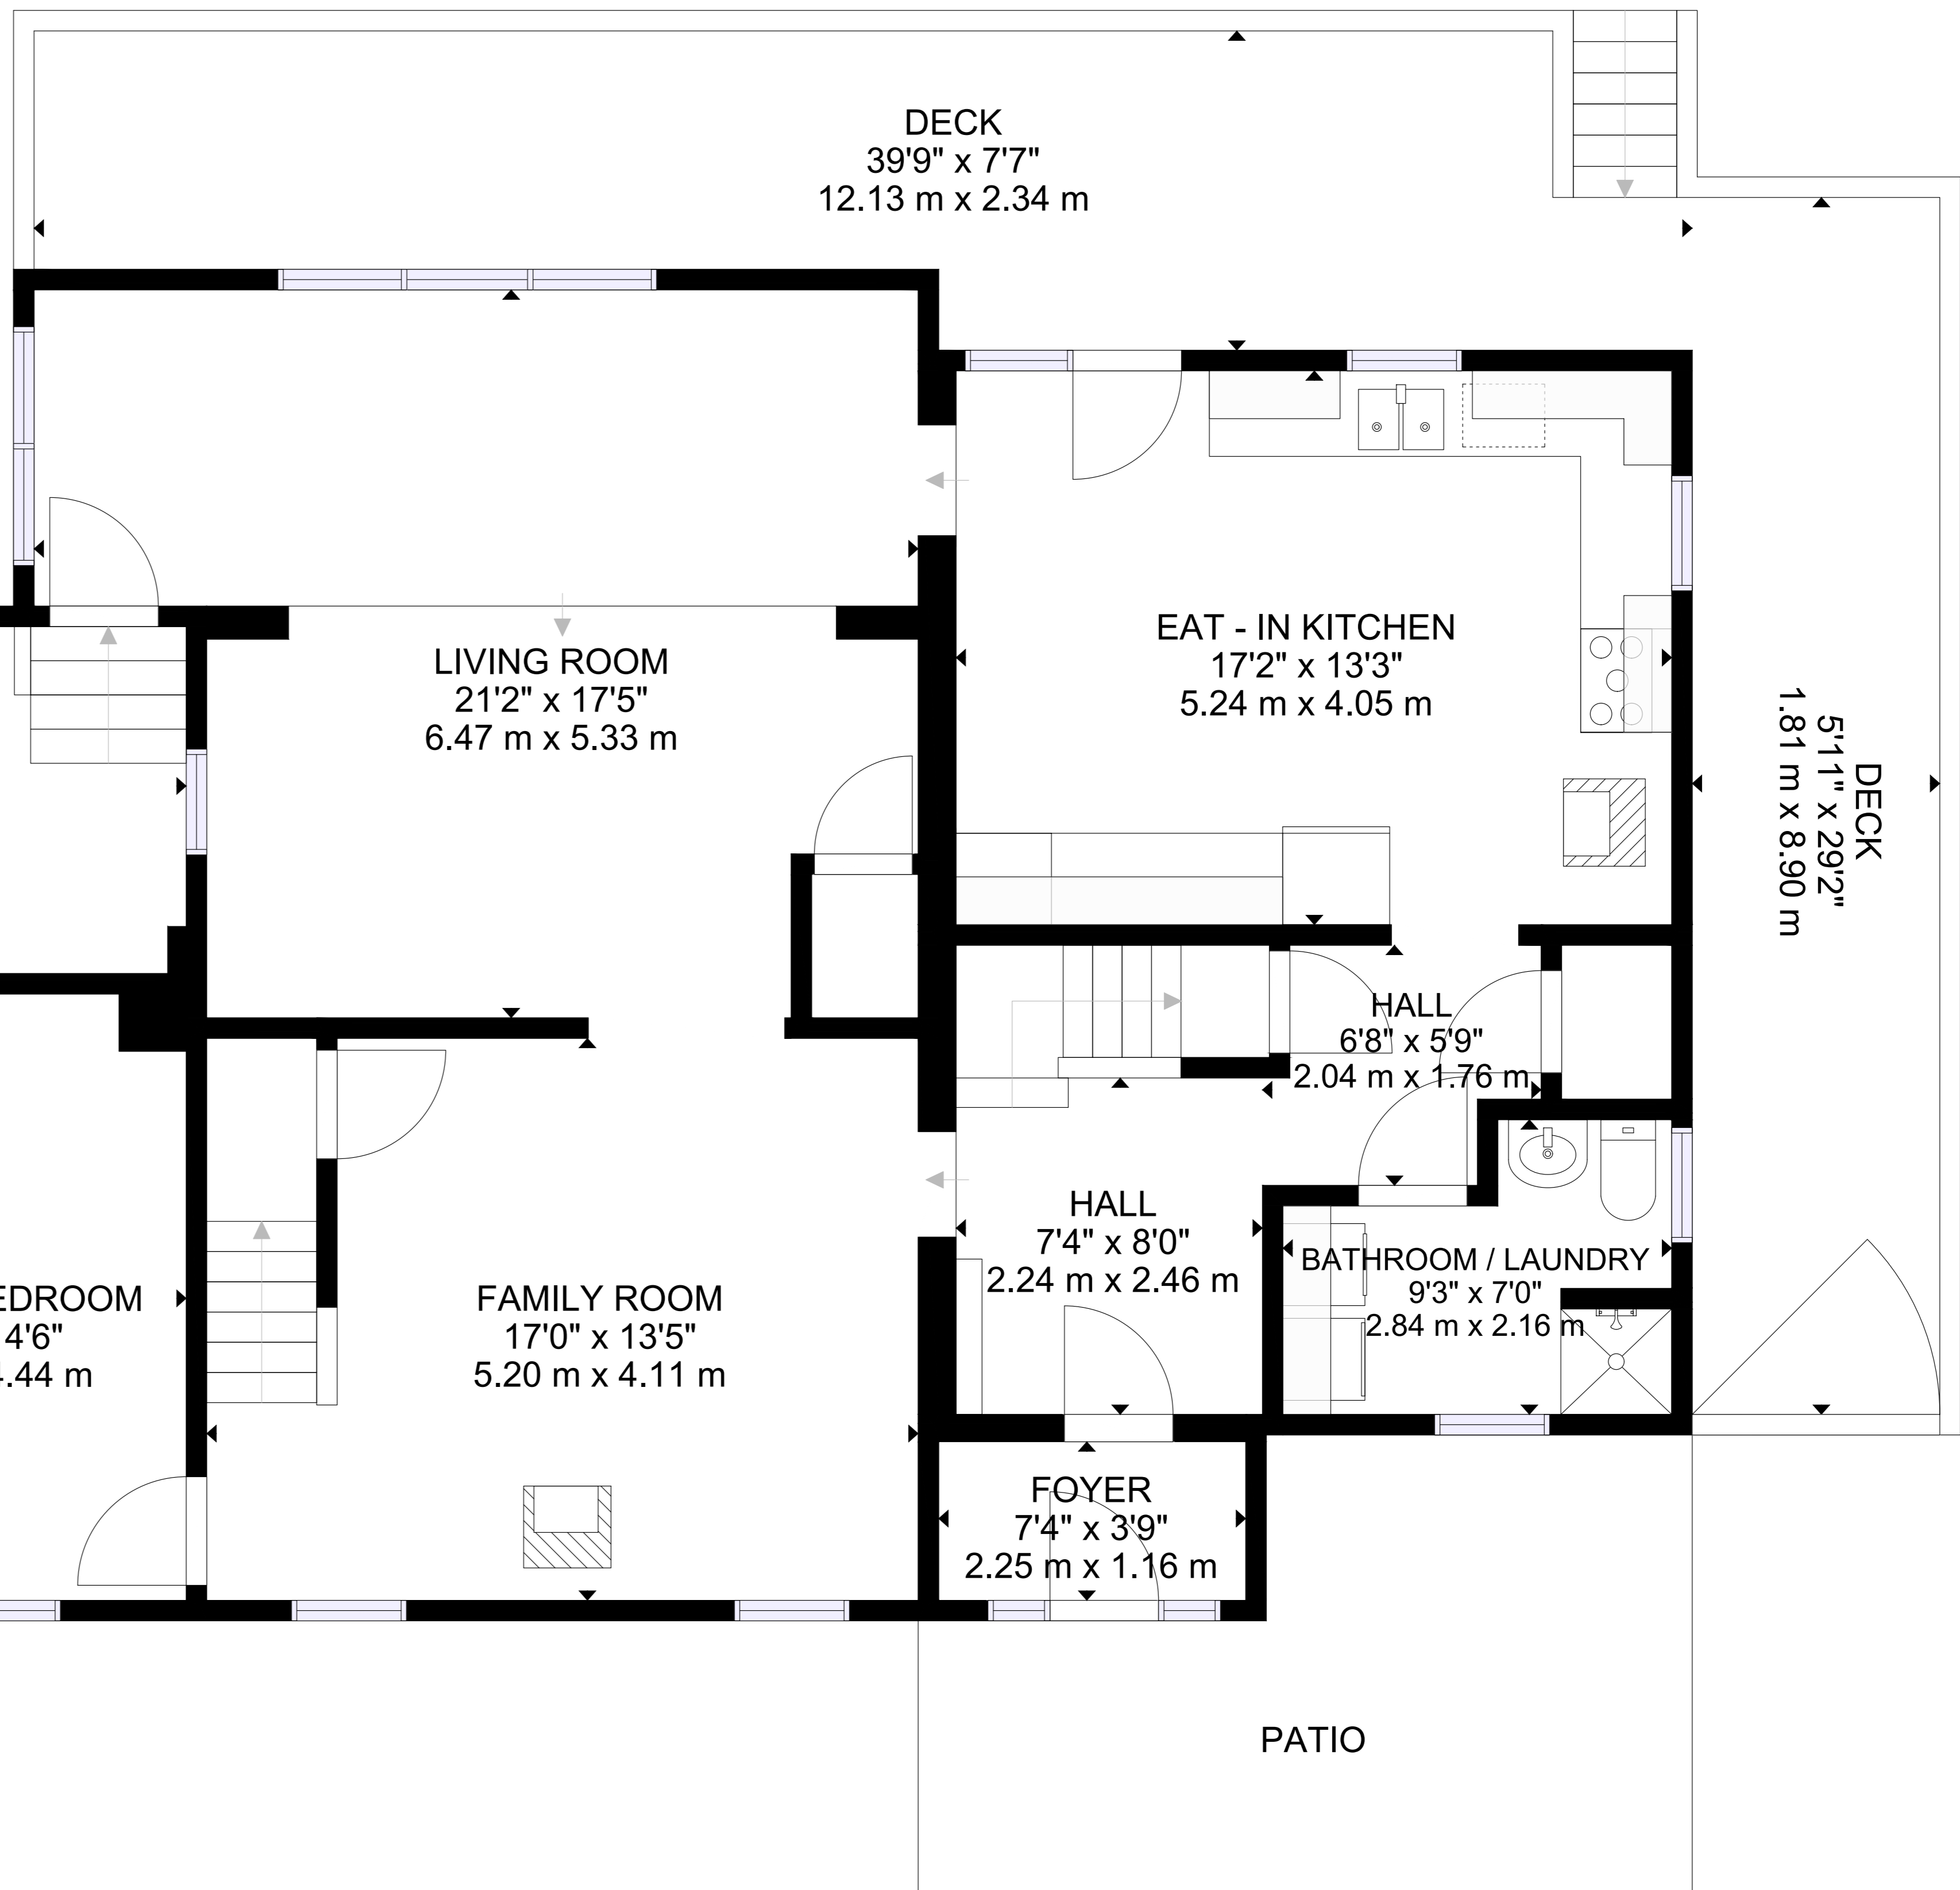 DECK
39'9" x 7'7"
12.13 m x 2.34 m
LIVING ROOM
21'2" x 17'5"
6.47 m x 5.33 m
EAT - IN KITCHEN
17'2" x 13'3"
5.24 m x 4.05 m
DECK
5'11" x 29'2"
1.81 m x 8.90 m
HALL
6'8" x 5'9"
2.04 m x 1.76 m
HALL
7'4" x 8'0"
2.24 m x 2.46 m
BATHROOM / LAUNDRY
9'3" x 7'0"
2.84 m x 2.16 m
EDROOM
4'6"
.44 m
FAMILY ROOM
17'0" x 13'5"
5.20 m x 4.11 m
FOYER
7'4" x 3'9"
2.25 m x 1.16 m
PATIO